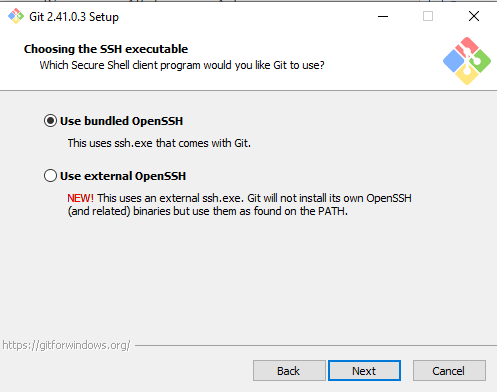 Git 2.41.0.3 Setup
Choosing the SSH executable
Which Secure Shell client program would you like Git to use?
Use bundled OpenSSH
This uses ssh.exe that comes with Git.
Use external OpenSSH
NEW! This uses an external ssh.exe. Git will not install its own OpenSSH
(and related) binaries but use them as found on the PATH.
https://gitforwindows.org/
Back Next Cancel